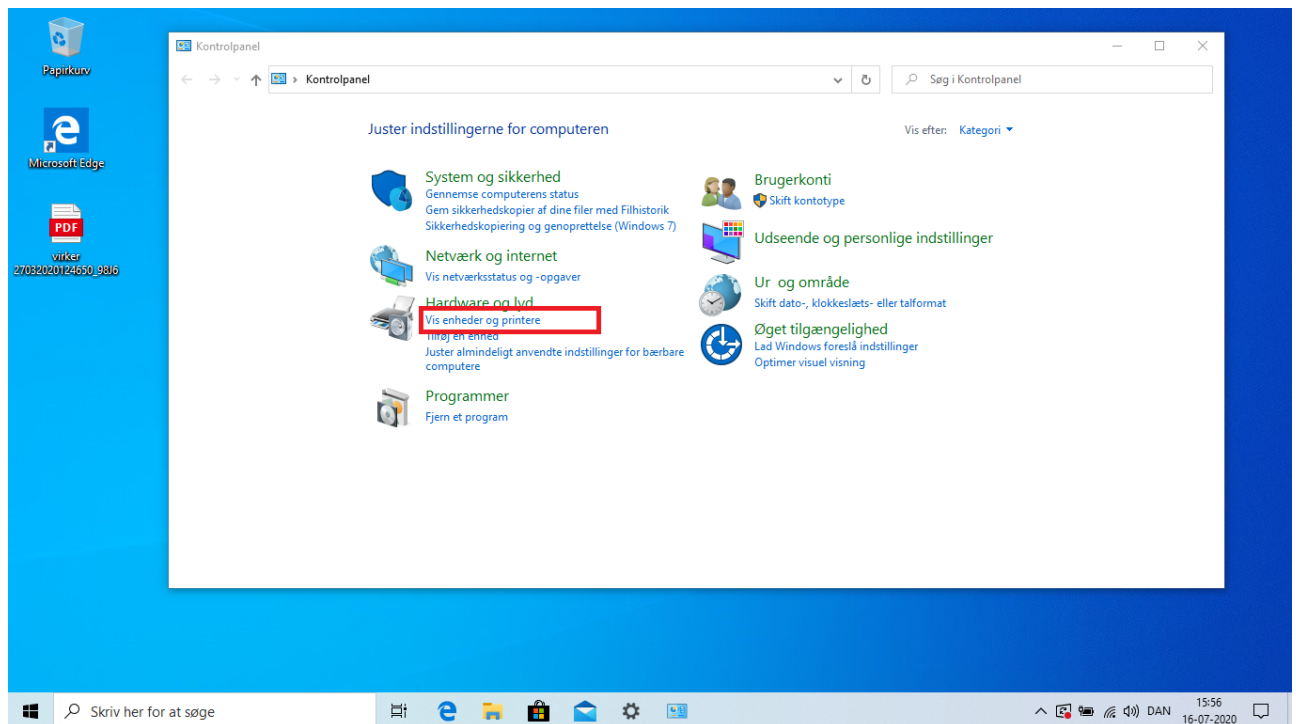 Papirkurv
Microsoft Edge
PDF
virker
27032020124650_98J6
Kontrolpanel
Kontrolpanel
Søg i Kontrolpanel
Juster indstillingerne for computeren
Vis efter: Kategori
System og sikkerhed
Gennemse computerens status
Gem sikkerhedskopier af dine filer med Filhistorik
Sikkerhedskopiering og genoprettelse (Windows 7)
Netværk og internet
Vis netværksstatus og -opgaver
Hardware og lyd
Vis enheder og printere
Tilføj en enhed
Juster almindeligt anvendte indstillinger for bærbare
computere
Programmer
Fjern et program
Brugerkonti
Skift kontotype
Udseende og personlige indstillinger
Ur og område
Skift dato-, klokkeslæts- eller talformat
Øget tilgængelighed
Lad Windows foreslå indstillinger
Optimer visuel visning
Skriv her for at søge
DAN
15:56
16-07-2020